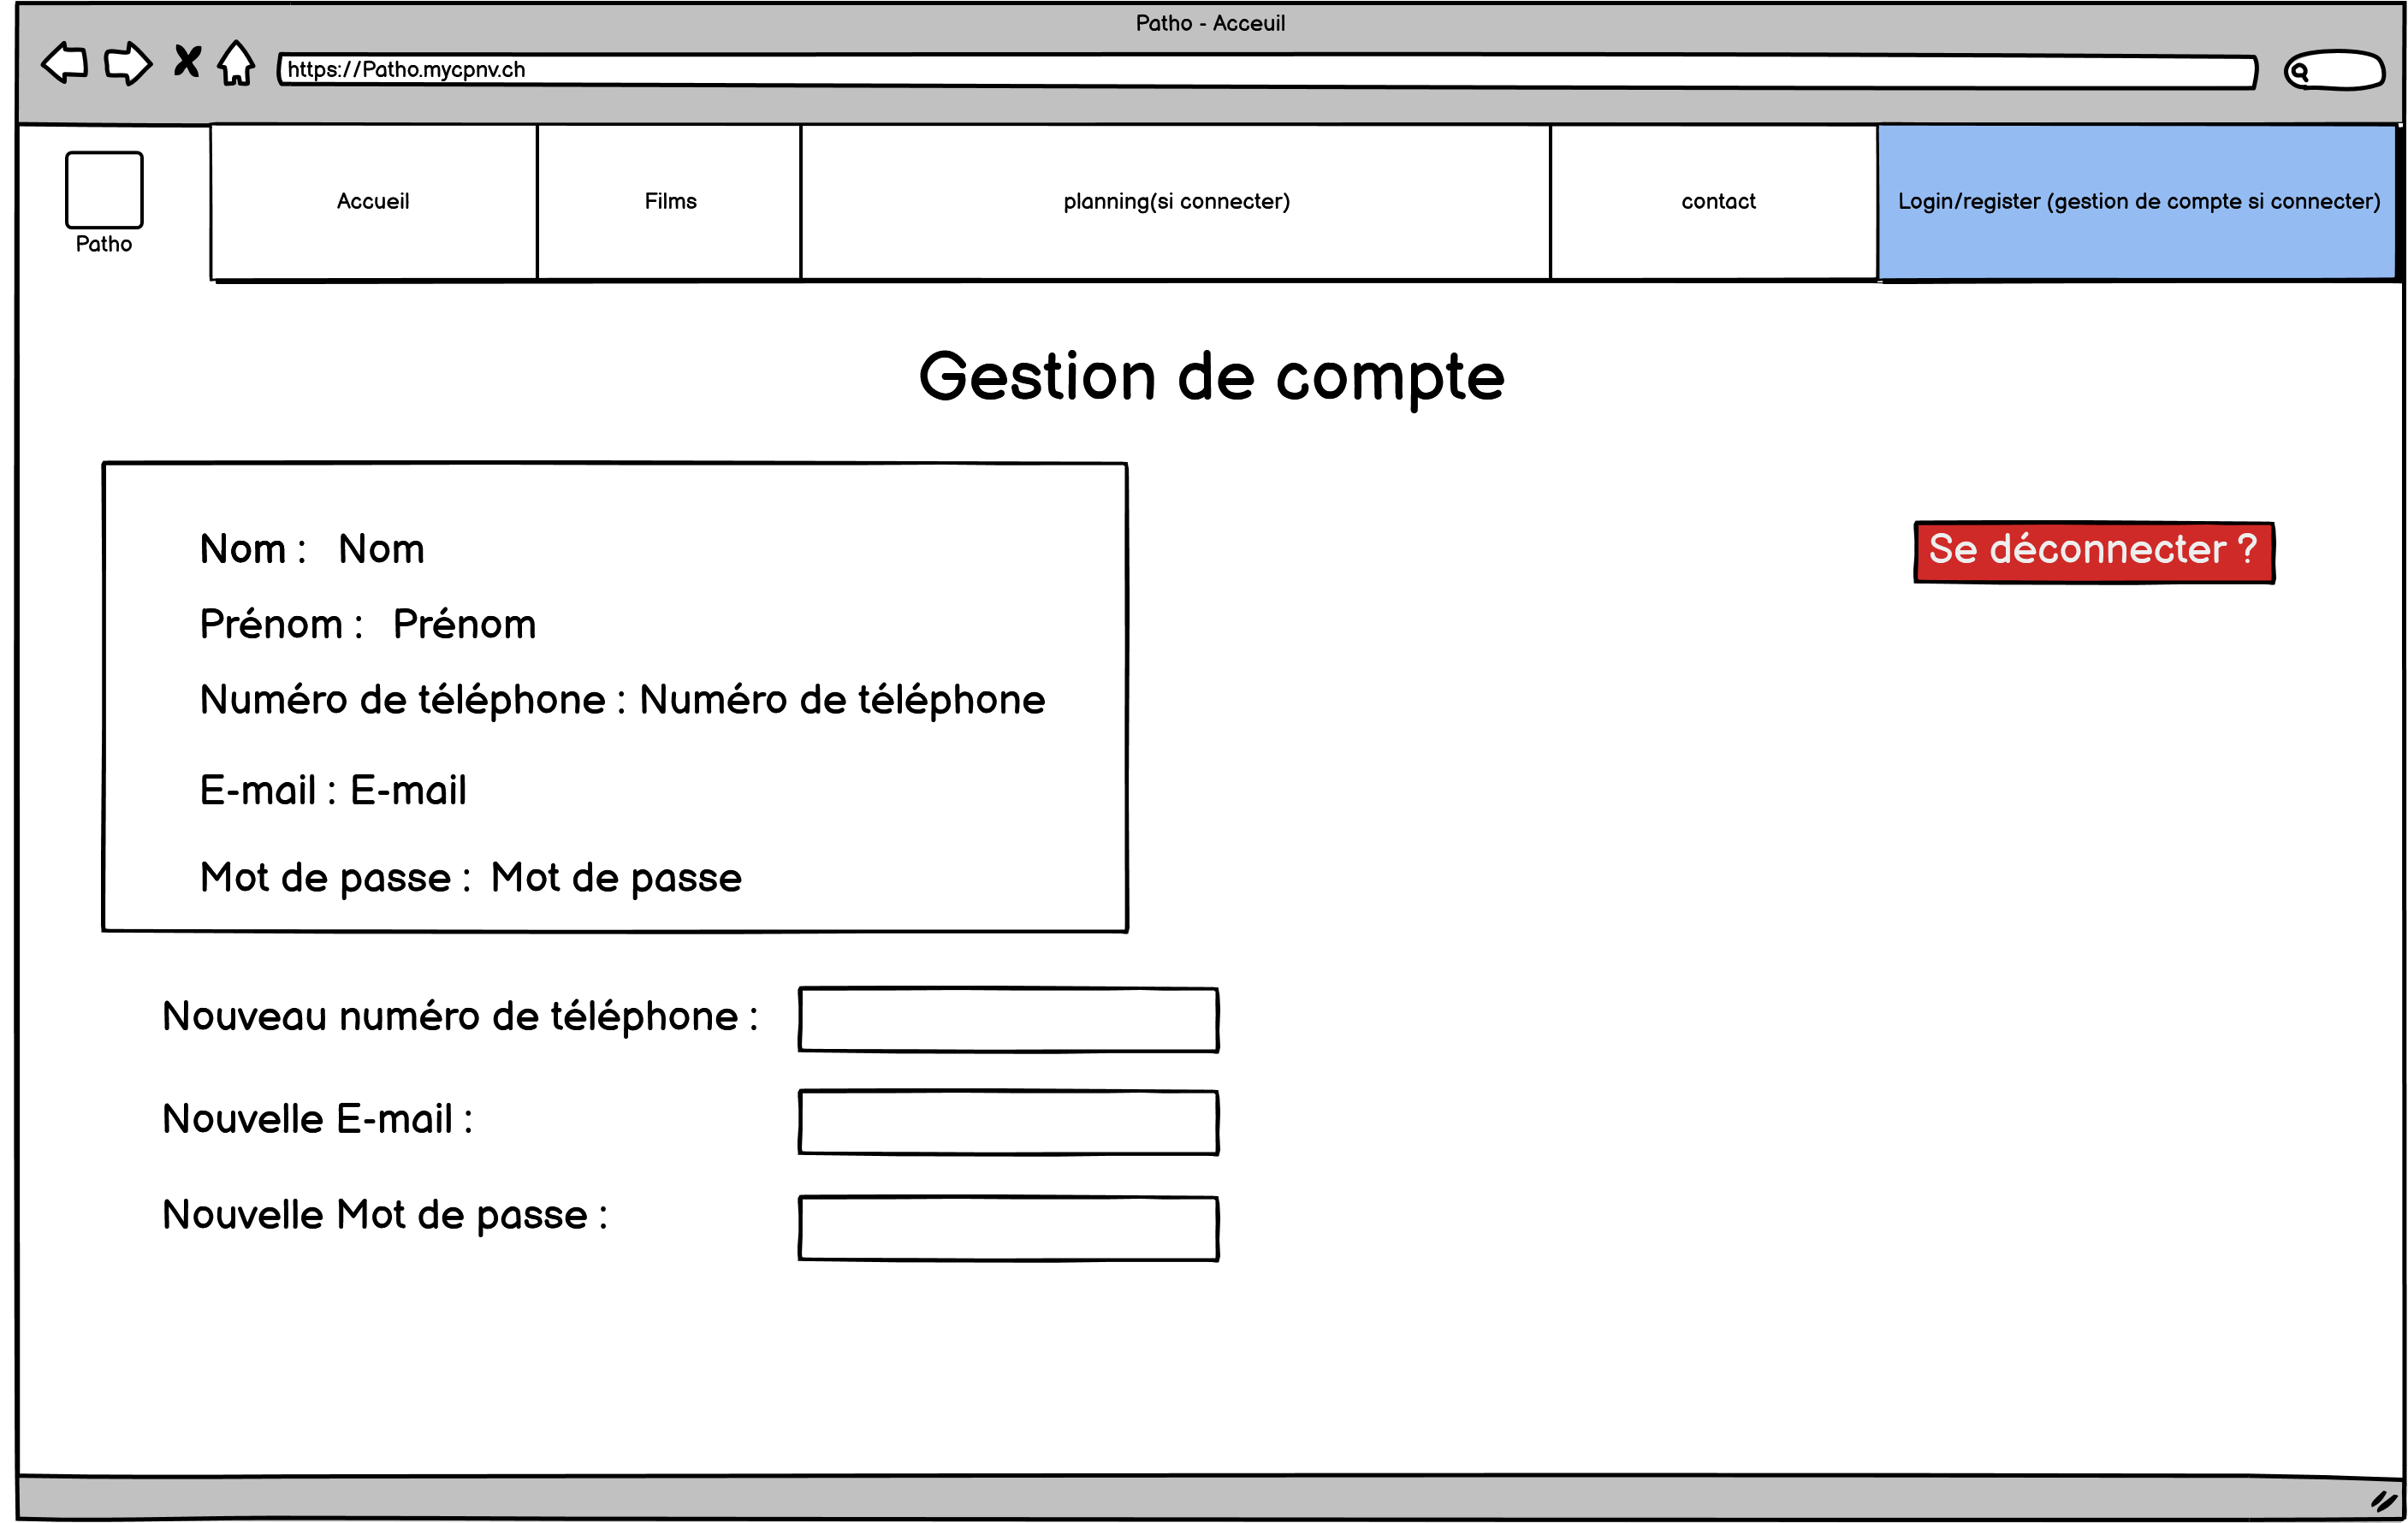 Patho - Acceuil
https://Patho.mycpnv.ch
Patho
Accueil
Films
planning(si connecter)
contact
Login/register (gestion de compte si connecter)
Gestion de compte
Nom : Nom
Prénom : Prénom
Numéro de téléphone : Numéro de téléphone
E-mail : E-mail
Mot de passe : Mot de passe
Se déconnecter ?
Nouveau numéro de téléphone :
Nouvelle E-mail :
Nouvelle Mot de passe :